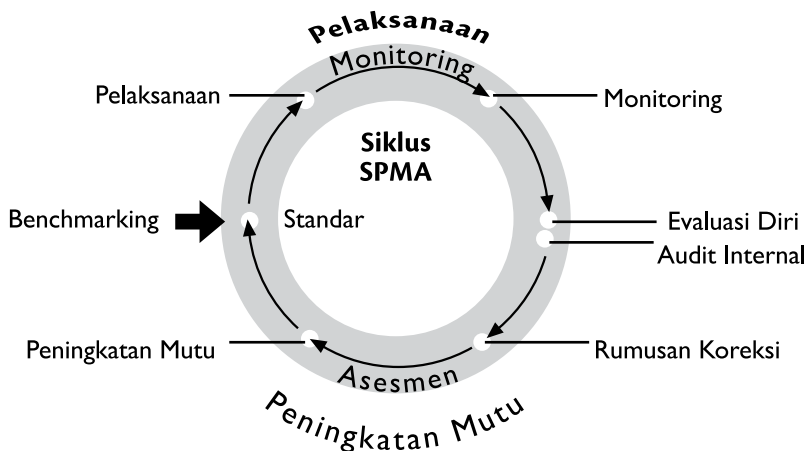 Pelaksanaan
Monitoring
Pelaksanaan
Monitoring
Siklus
SPMA
Benchmarking
Standar
Evaluasi Diri
Audit Internal
Peningkatan Mutu
Rumusan Koreksi
Asesmen
Peningkatan Mutu